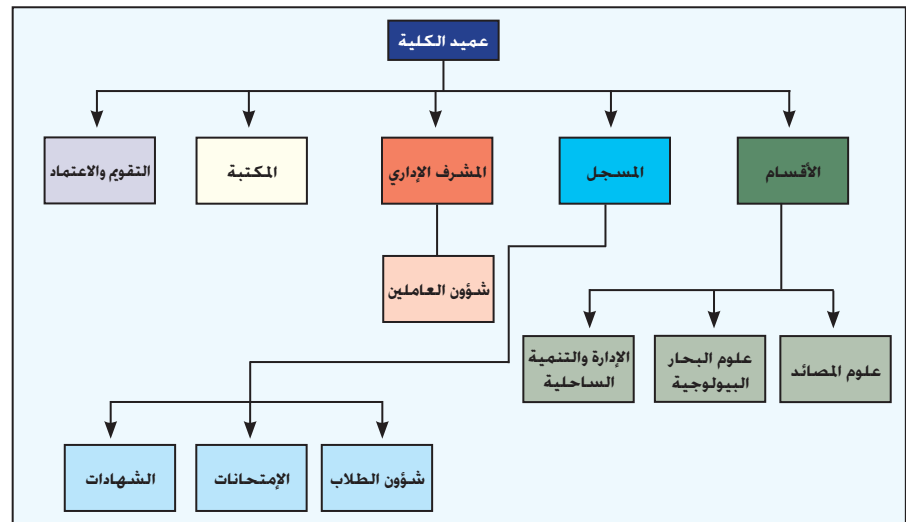 عميد الكلية
الأقسام
المسجل
المشرف الإداري
المكتبة
التقويم والاعتماد
شؤون العاملين
علوم المصائد
علوم البحار
البيولوجية
الإدارة والتنمية
الساحلية
شؤون الطلاب
الإمتحانات
الشهادات